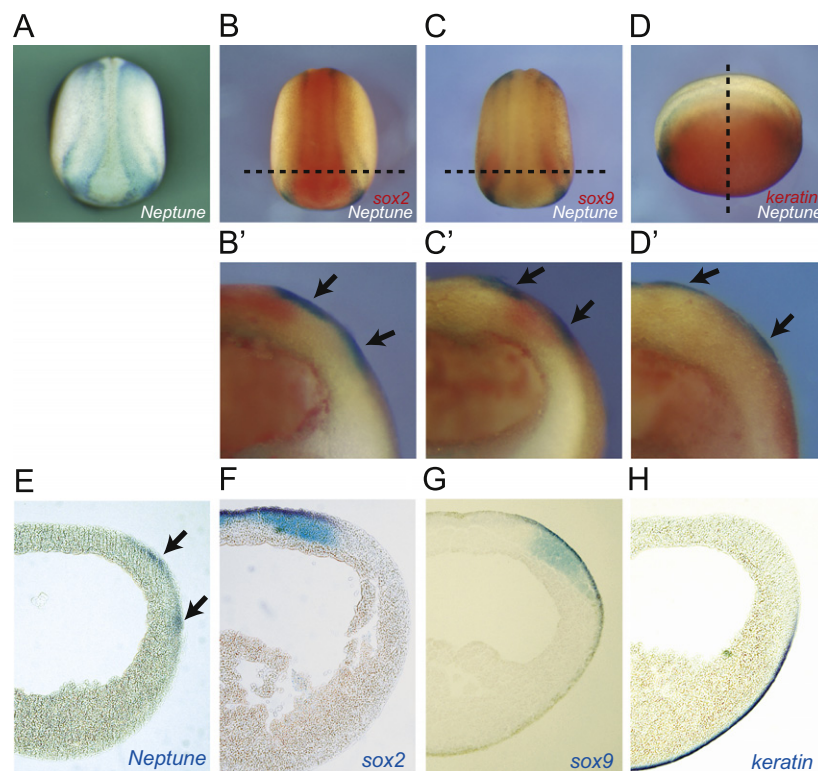 A
B
C
D
Neptune
sox2
Neptune
sox9
Neptune
keratin
Neptune
B'
C'
D'
E
F
G
H
Neptune
sox2
sox9
keratin